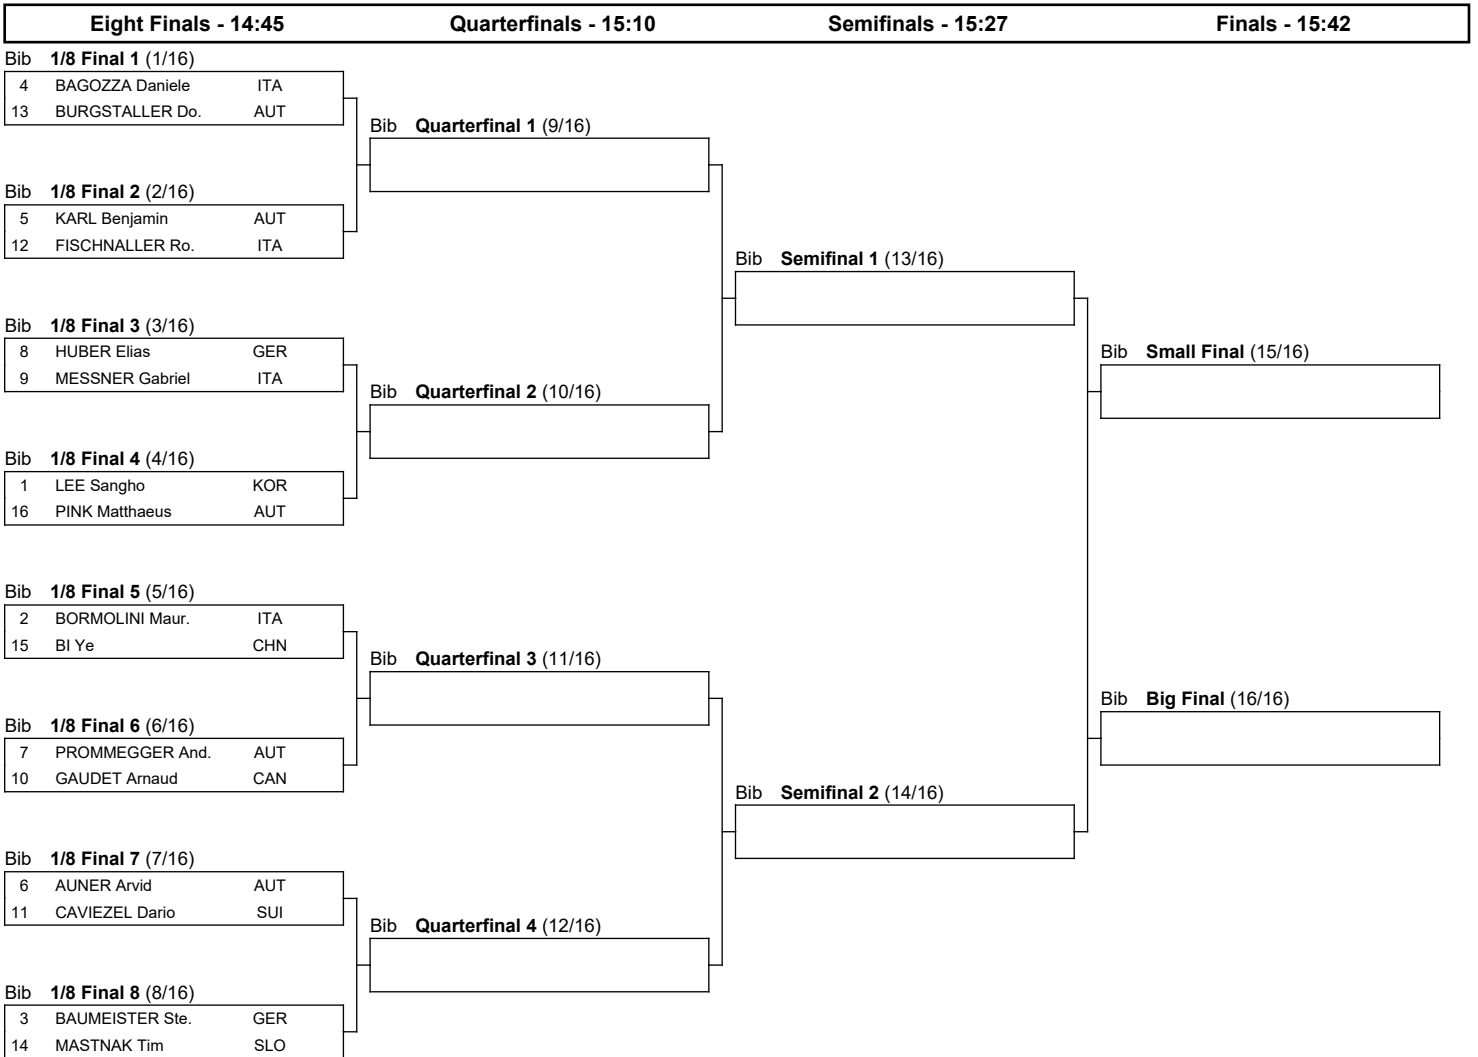 Eight Finals - 14:45 Quarterfinals - 15:10 Semifinals - 15:27 Finals - 15:42
Bib 1/8 Final 1 (1/16)
4 BAGOZZA Daniele ITA
13 BURGSTALLER Do. AUT
Bib Quarterfinal 1 (9/16)
Bib 1/8 Final 2 (2/16)
5 KARL Benjamin AUT
12 FISCHNALLER Ro. ITA
Bib Semifinal 1 (13/16)
Bib 1/8 Final 3 (3/16)
8 HUBER Elias GER
9 MESSNER Gabriel ITA
Bib Small Final (15/16)
Bib Quarterfinal 2 (10/16)
Bib 1/8 Final 4 (4/16)
1 LEE Sangho KOR
16 PINK Matthaeus AUT
Bib 1/8 Final 5 (5/16)
2 BORMOLINI Maur. ITA
15 BI Ye CHN
Bib Quarterfinal 3 (11/16)
Bib Big Final (16/16)
Bib 1/8 Final 6 (6/16)
7 PROMMEGGER And. AUT
10 GAUDET Arnaud CAN
Bib Semifinal 2 (14/16)
Bib 1/8 Final 7 (7/16)
6 AUNER Arvid AUT
11 CAVIEZEL Dario SUI
Bib Quarterfinal 4 (12/16)
Bib 1/8 Final 8 (8/16)
3 BAUMEISTER Ste. GER
14 MASTNAK Tim SLO